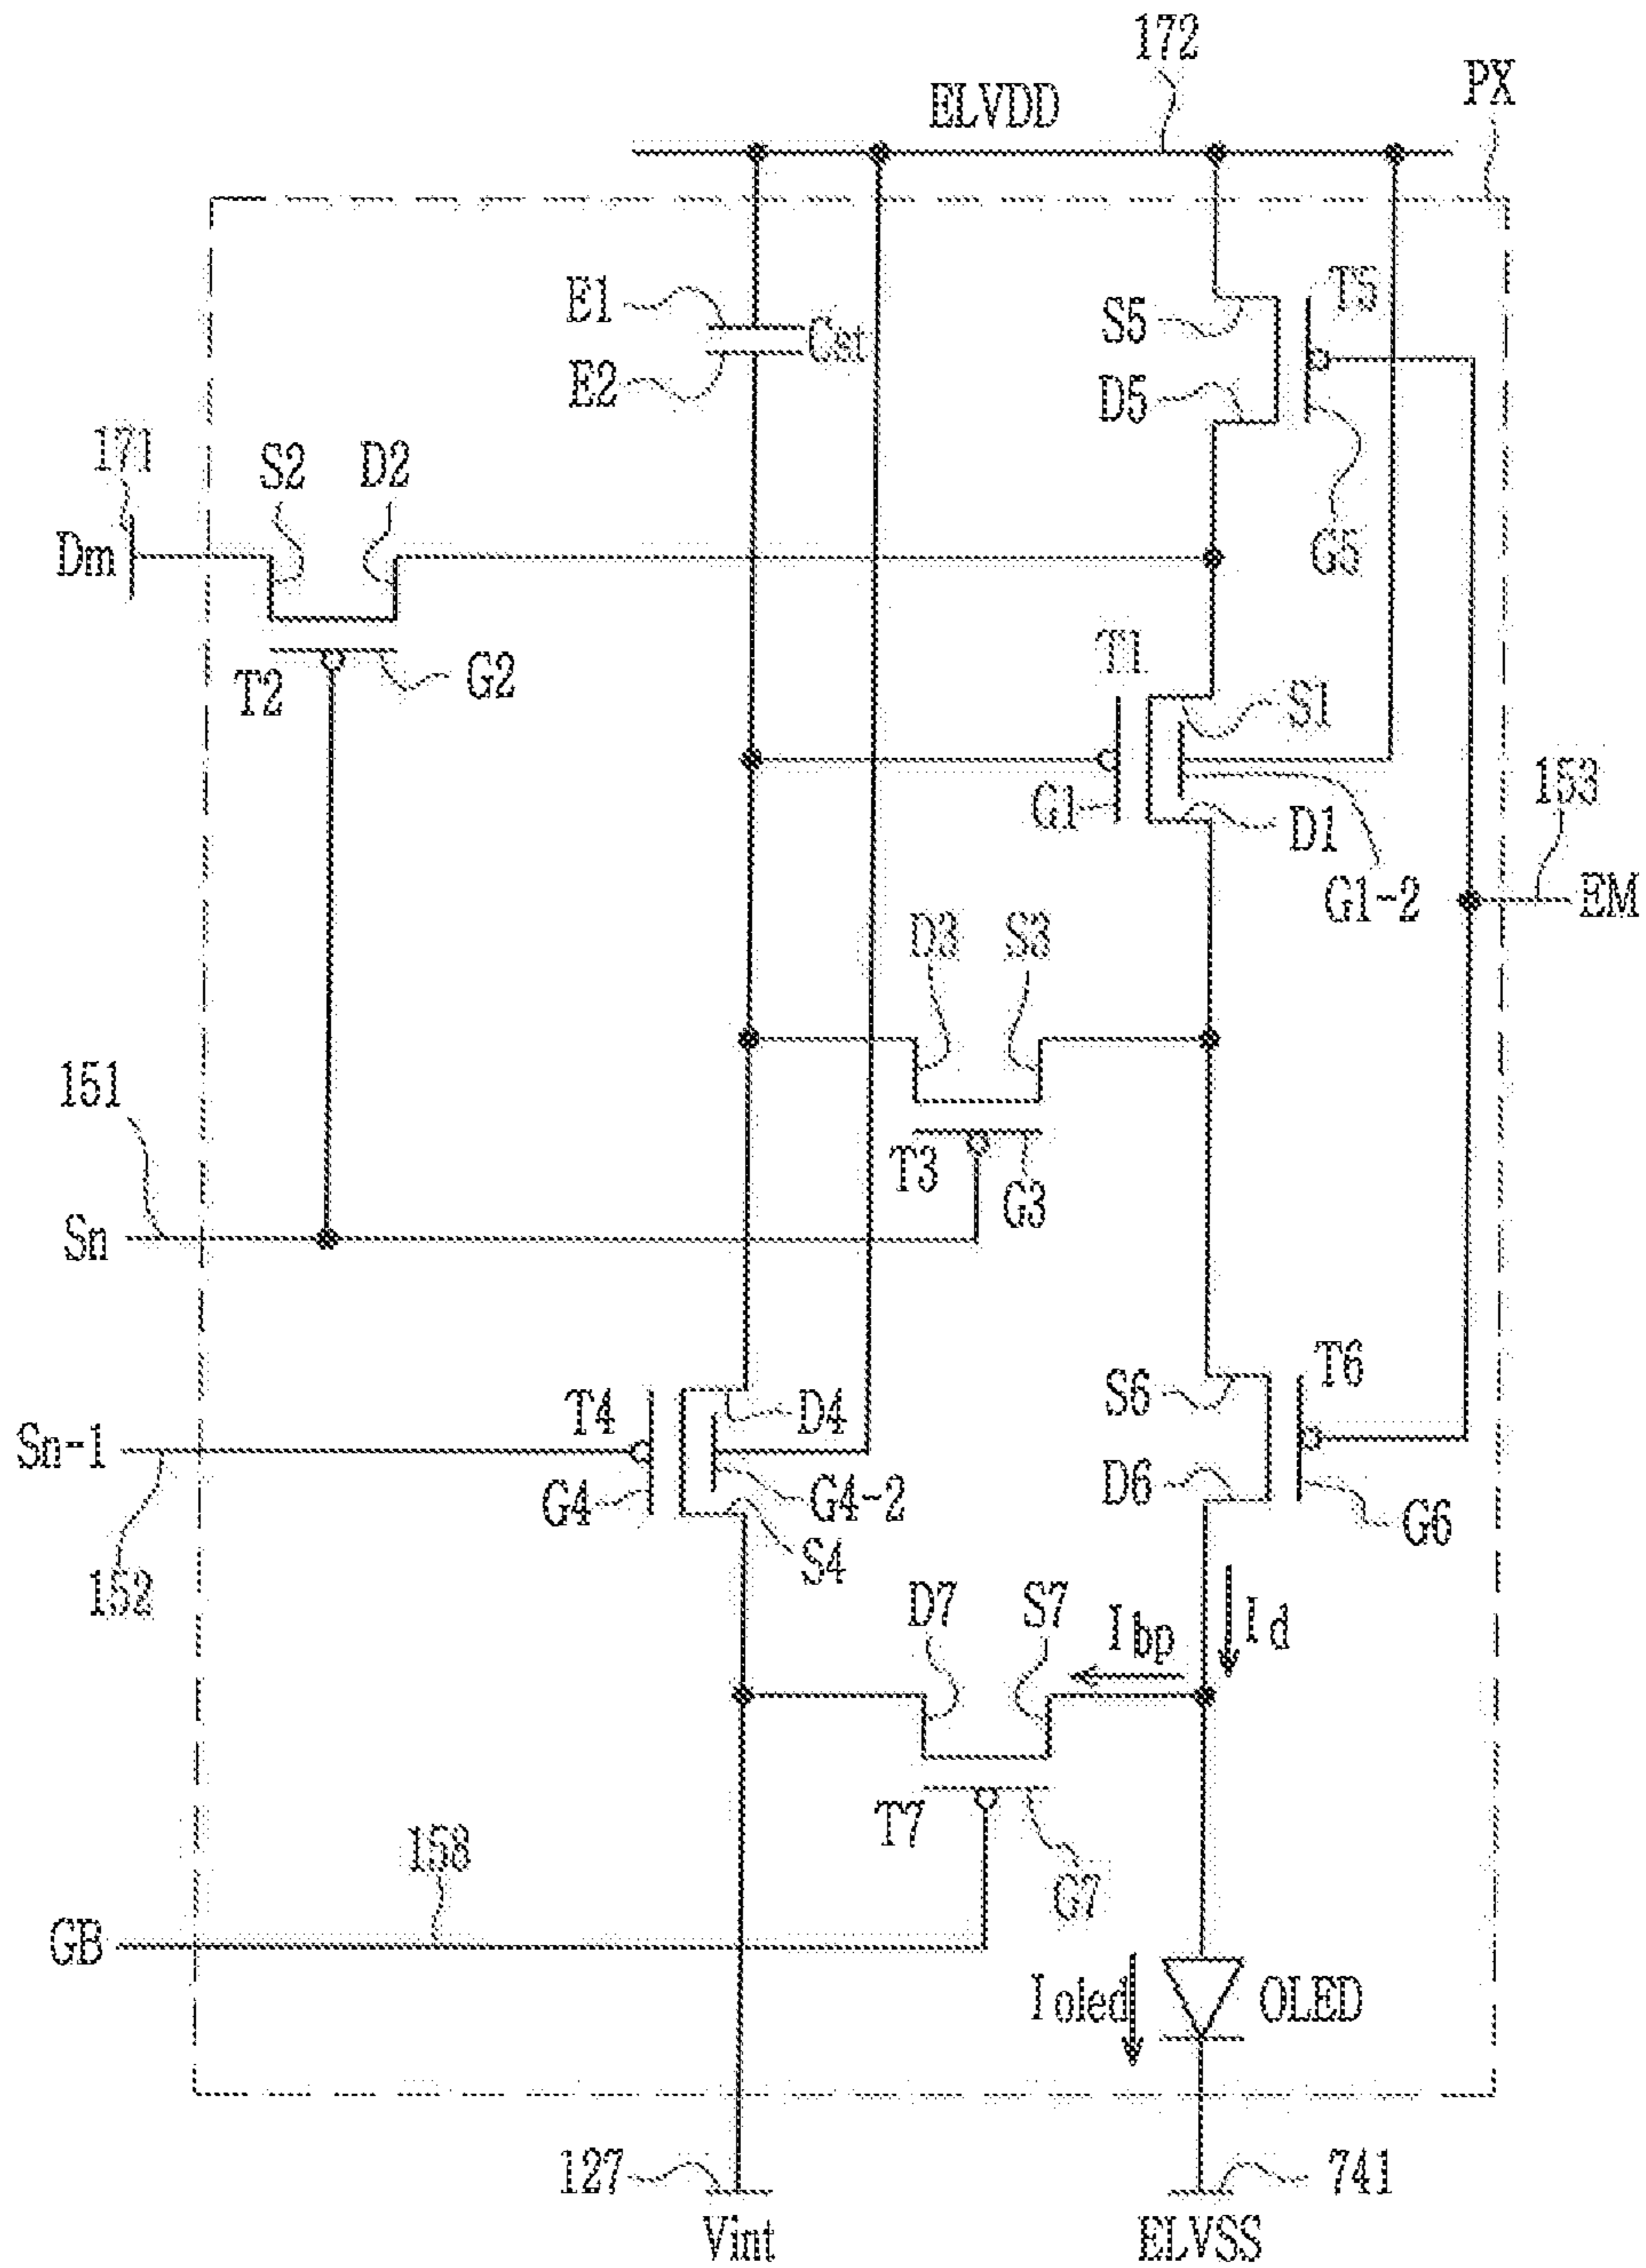 172
ELVDD
PX
E1
Cst
E2
S5
T5
D5
G5
171
S2
D2
Dm
T2
G2
T1
S1
G1
D1
G1-2
153
EM
D3
S3
151
T3
G3
Sn
T4
D4
S6
T6
Sn-1
G4
G4-2
D6
G6
S4
152
D7
S7
Ibp
Id
T7
G7
158
GB
Ioled
OLED
127
741
Vint
ELVSS